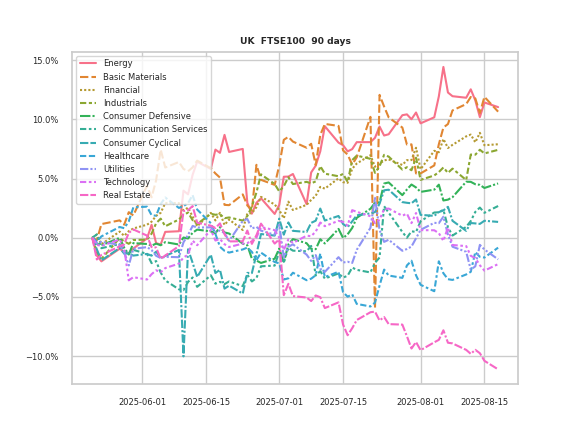 UK FTSE100 90 days
15.0%
10.0%
5.0%
0.0%
−5.0%
−10.0%
Energy
Basic Materials
Financial
Industrials
Consumer Defensive
Communication Services
Consumer Cyclical
Healthcare
Utilities
Technology
Real Estate
2025-06-01
2025-06-15
2025-07-01
2025-07-15
2025-08-01
2025-08-15